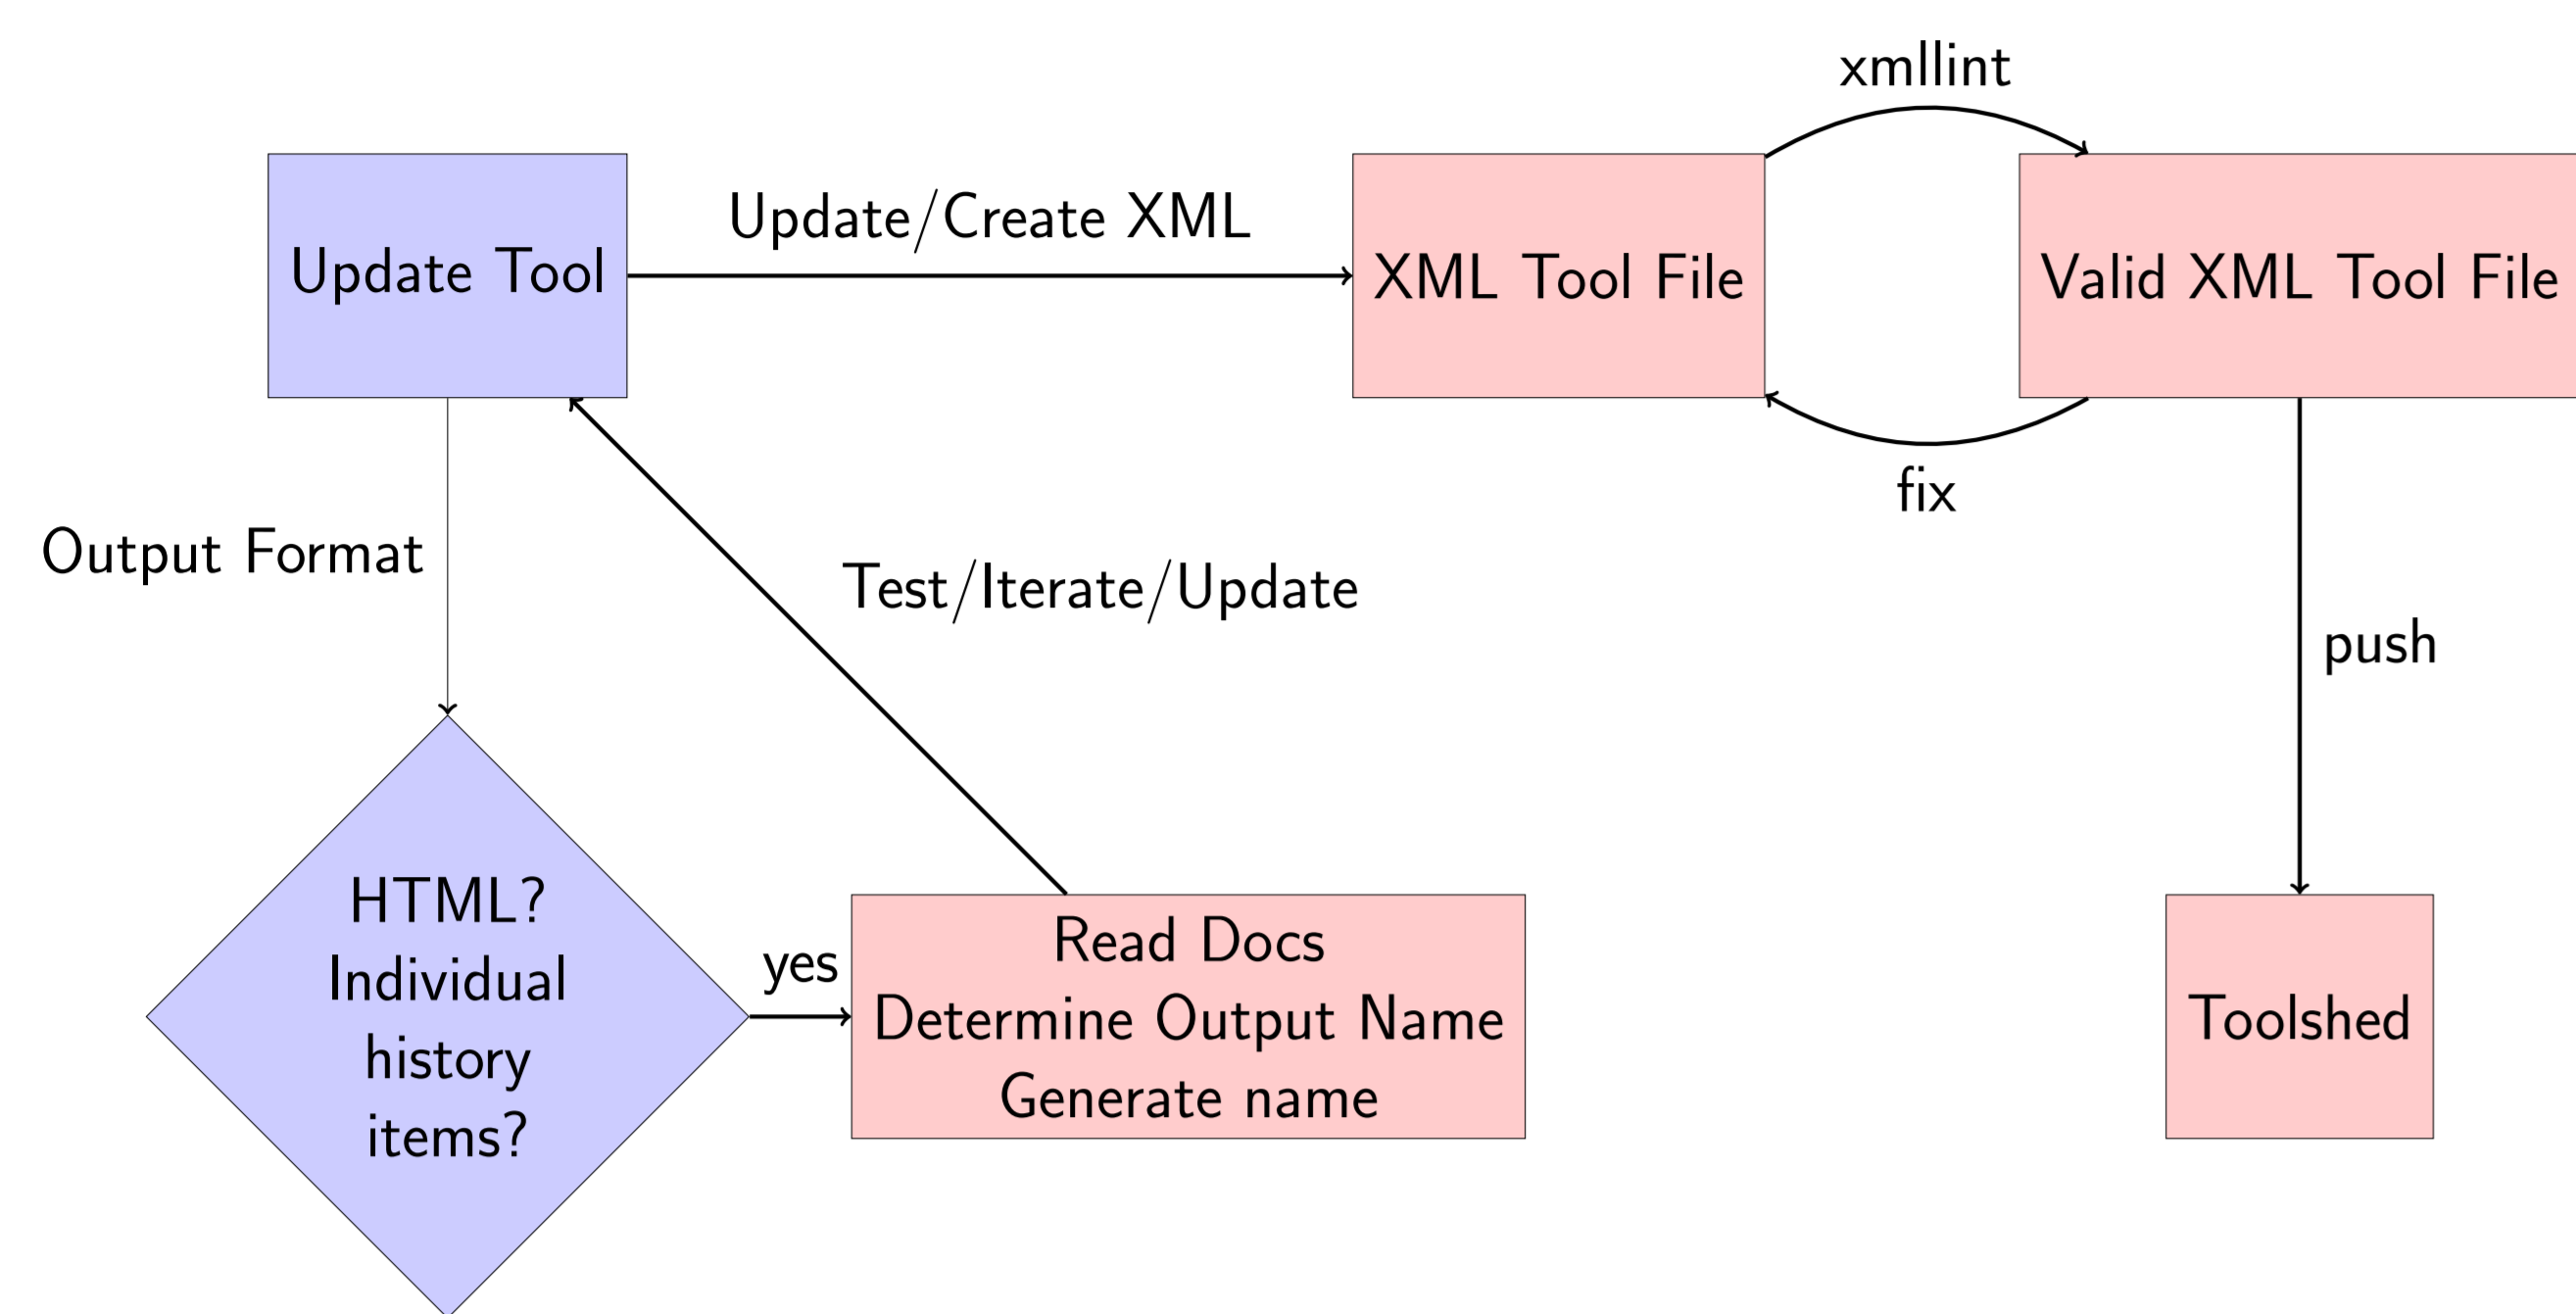 xmllint
Update/Create XML
Update Tool
XML Tool File
Valid XML Tool File
fix
Output Format
Test/Iterate/Update
push
HTML?
Individual
history
items?
yes
Read Docs
Determine Output Name
Generate name
Toolshed